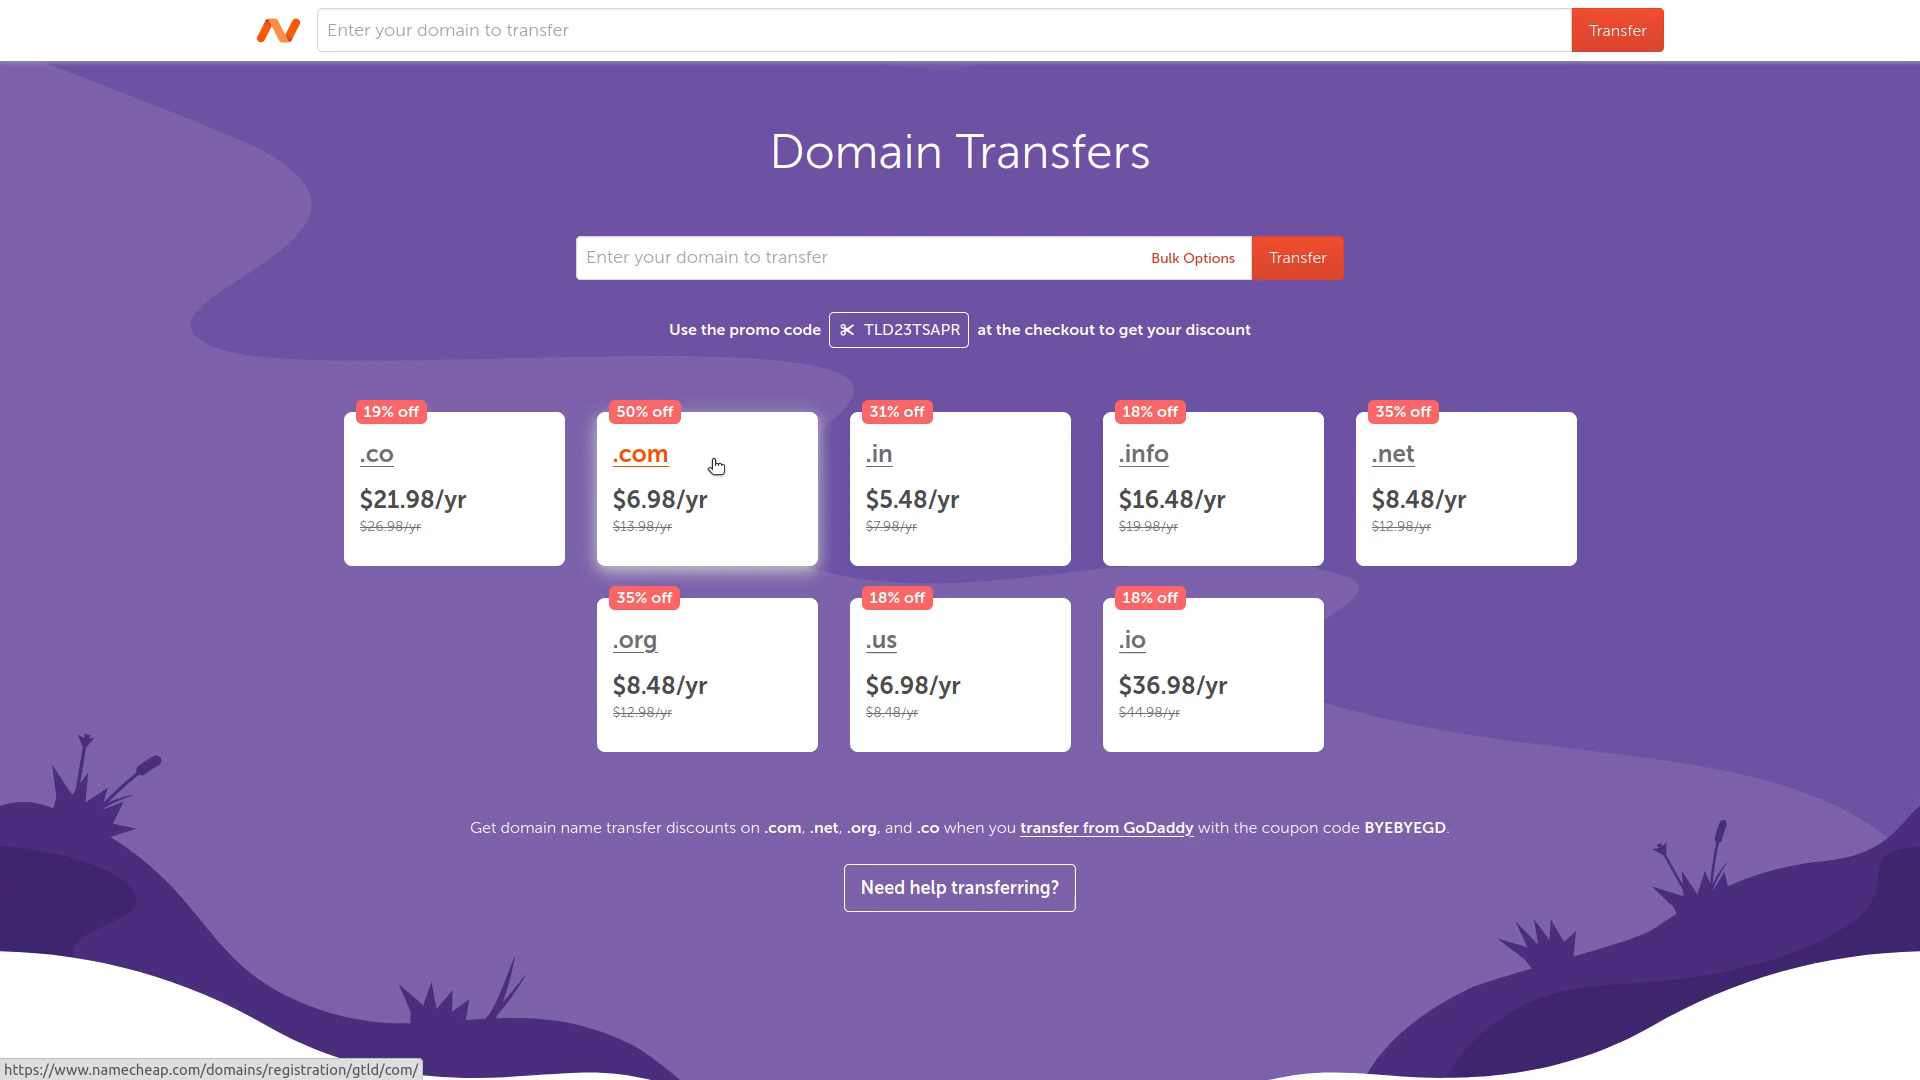 Enter your domain to transfer
Transfer
Domain Transfers
Enter your domain to transfer
Bulk Options
Transfer
Use the promo code TLD23TSAPR at the checkout to get your discount
19% off
.co
$21.98/yr
$26.98/yr
50% off
.com
$6.98/yr
$13.98/yr
31% off
.in
$5.48/yr
$7.98/yr
18% off
.info
$16.48/yr
$19.98/yr
35% off
.net
$8.48/yr
$12.98/yr
35% off
.org
$8.48/yr
$12.98/yr
18% off
.us
$6.98/yr
$8.48/yr
18% off
.io
$36.98/yr
$44.98/yr
Get domain name transfer discounts on .com, .net, .org, and .co when you transfer from GoDaddy with the coupon code BYEBYEGD.
Need help transferring?
https://www.namecheap.com/domains/registration/gtld/com/